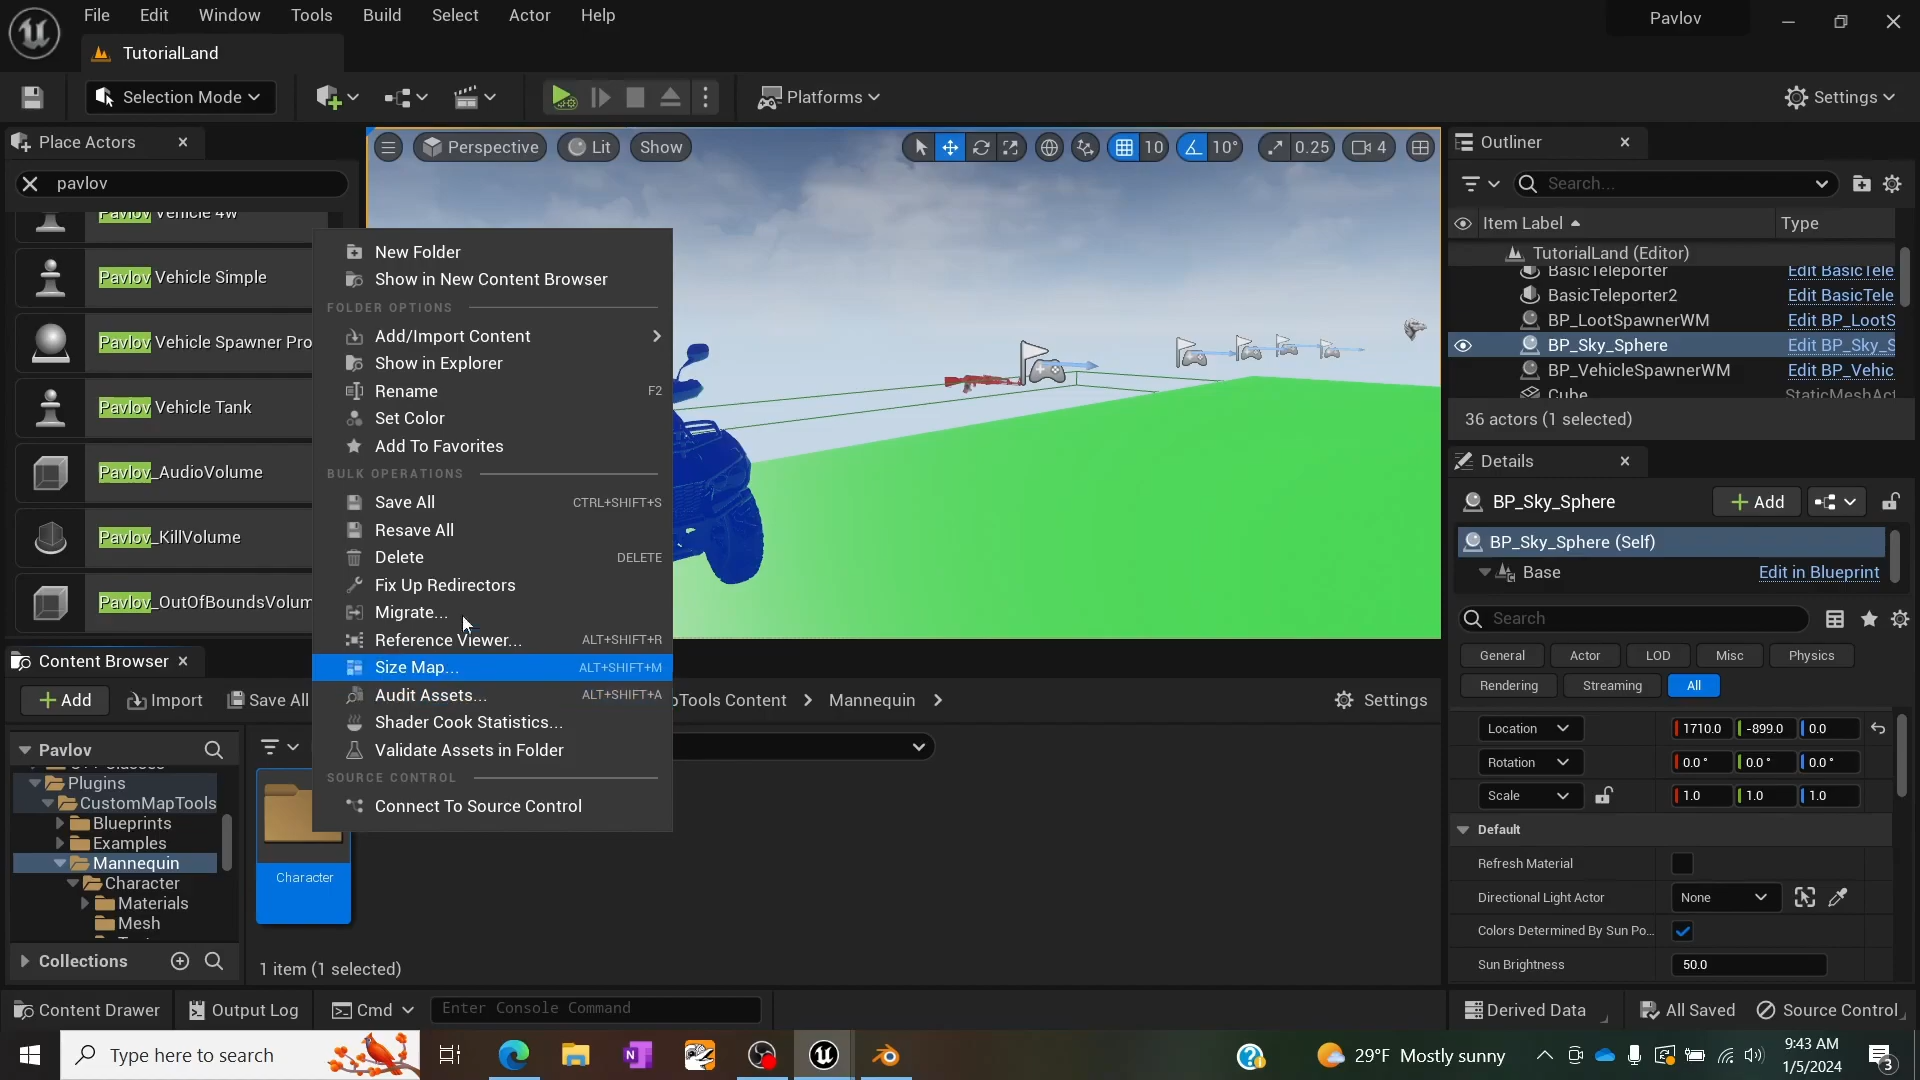 File Edit Window Tools Build Select Actor Help
Pavlov
TutorialLand
Selection Mode
Platforms
Settings
Place Actors
pavlov
Pavlov Vehicle 4w
Pavlov Vehicle Simple
Pavlov Vehicle Spawner Pro
Pavlov Vehicle Tank
Pavlov_AudioVolume
Pavlov_KillVolume
Pavlov_OutOfBoundsVolum
New Folder
Show in New Content Browser
FOLDER OPTIONS
Add/Import Content
Show in Explorer
Rename F2
Set Color
Add To Favorites
BULK OPERATIONS
Save All CTRL+SHIFT+S
Resave All
Delete DELETE
Fix Up Redirectors
Migrate...
Reference Viewer... ALT+SHIFT+R
Size Map... ALT+SHIFT+M
Audit Assets... ALT+SHIFT+A
Shader Cook Statistics...
Validate Assets in Folder
SOURCE CONTROL
Connect To Source Control
Perspective Lit Show
10 10° 0.25 4
Outliner
Search...
Item Label Type
TutorialLand (Editor)
BasicTeleporter Edit BasicTele
BasicTeleporter2 Edit BasicTele
BP_LootSpawnerWM Edit BP_LootS
BP_Sky_Sphere Edit BP_Sky_S
BP_VehicleSpawnerWM Edit BP_Vehic
Cube StaticMeshAct
36 actors (1 selected)
Details
BP_Sky_Sphere Add
BP_Sky_Sphere (Self)
Base Edit in Blueprint
Search
General Actor LOD Misc Physics
Rendering Streaming All
Location 1710.0 -899.0 0.0
Rotation 0.0° 0.0° 0.0°
Scale 1.0 1.0 1.0
Default
Refresh Material
Directional Light Actor None
Colors Determined By Sun Po...
Sun Brightness 50.0
Content Browser
Add Import Save All
pTools Content Mannequin Settings
Pavlov
Plugins
CustomMapTools
Blueprints
Examples
Mannequin
Character
Materials
Mesh
Collections
Character
1 item (1 selected)
Content Drawer Output Log Cmd Enter Console Command
Derived Data All Saved Source Control
Type here to search
29°F Mostly sunny
9:43 AM
1/5/2024
3